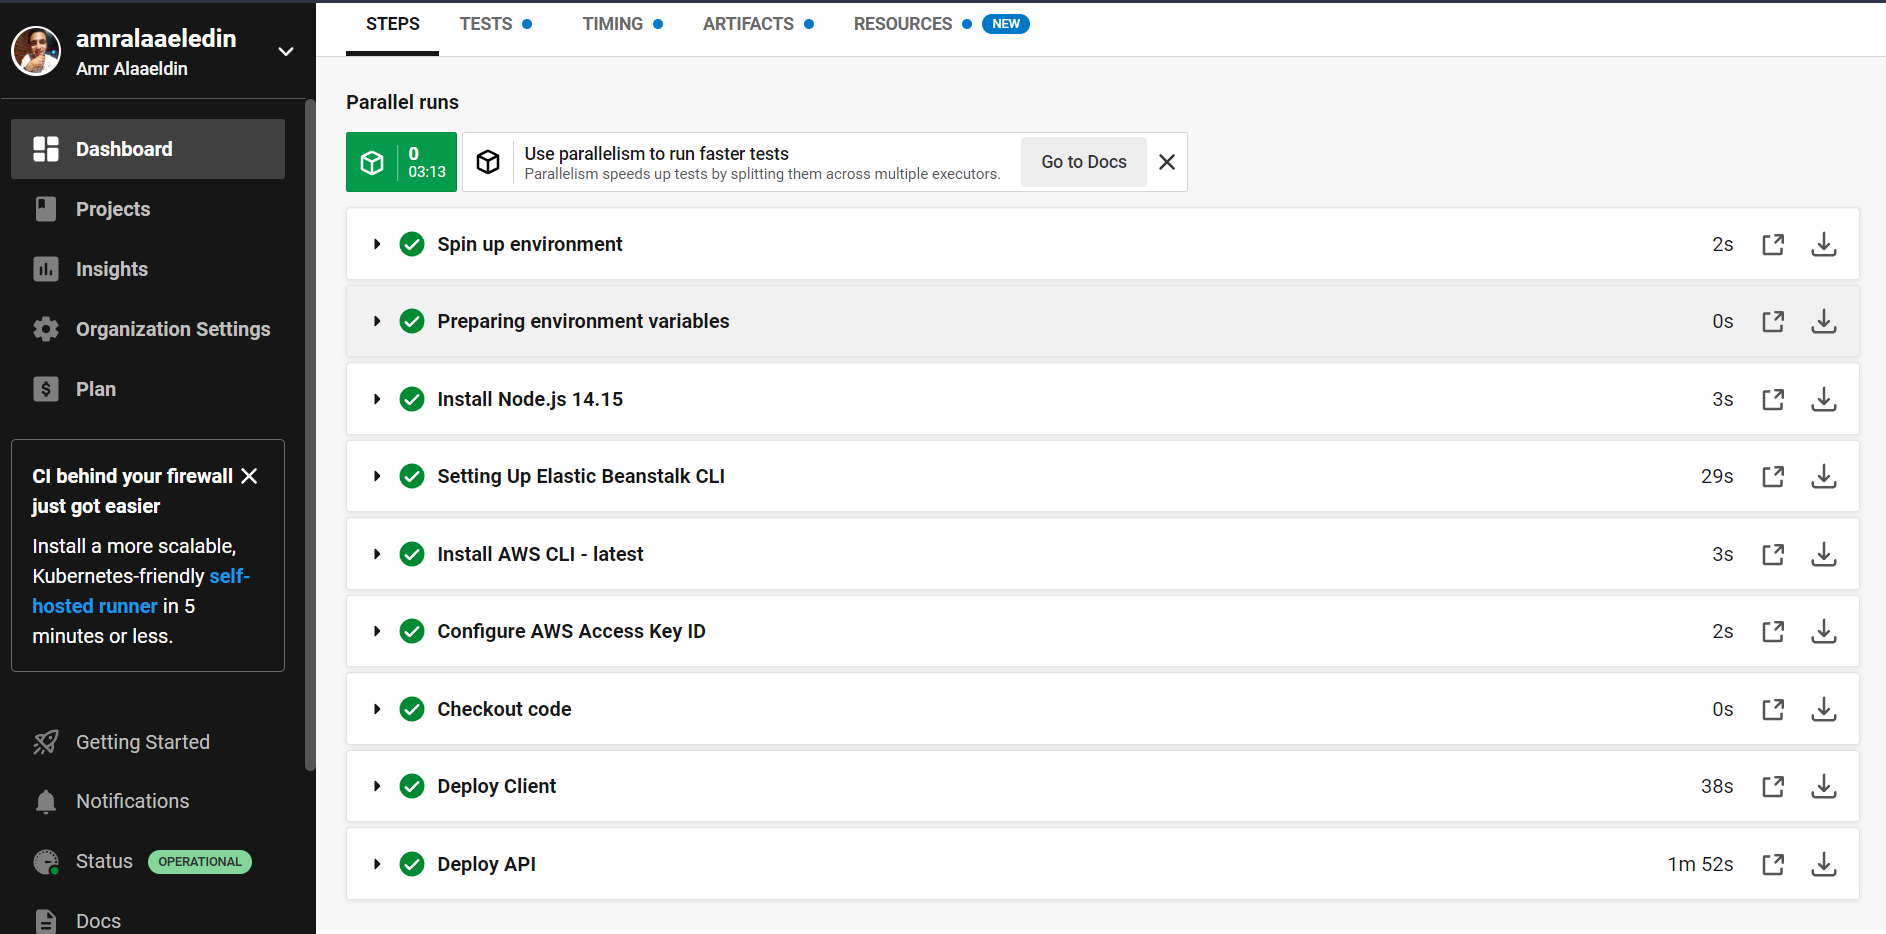 amralaaeledin
Amr Alaaeldin
Dashboard
Projects
Insights
Organization Settings
Plan
CI behind your firewall
just got easier
Install a more scalable,
Kubernetes-friendly self-
hosted runner in 5
minutes or less.
Getting Started
Notifications
Status OPERATIONAL
Docs
STEPS TESTS TIMING ARTIFACTS RESOURCES NEW
Parallel runs
0
03:13
Use parallelism to run faster tests
Parallelism speeds up tests by splitting them across multiple executors.
Go to Docs
Spin up environment 2s
Preparing environment variables 0s
Install Node.js 14.15 3s
Setting Up Elastic Beanstalk CLI 29s
Install AWS CLI - latest 3s
Configure AWS Access Key ID 2s
Checkout code 0s
Deploy Client 38s
Deploy API 1m 52s